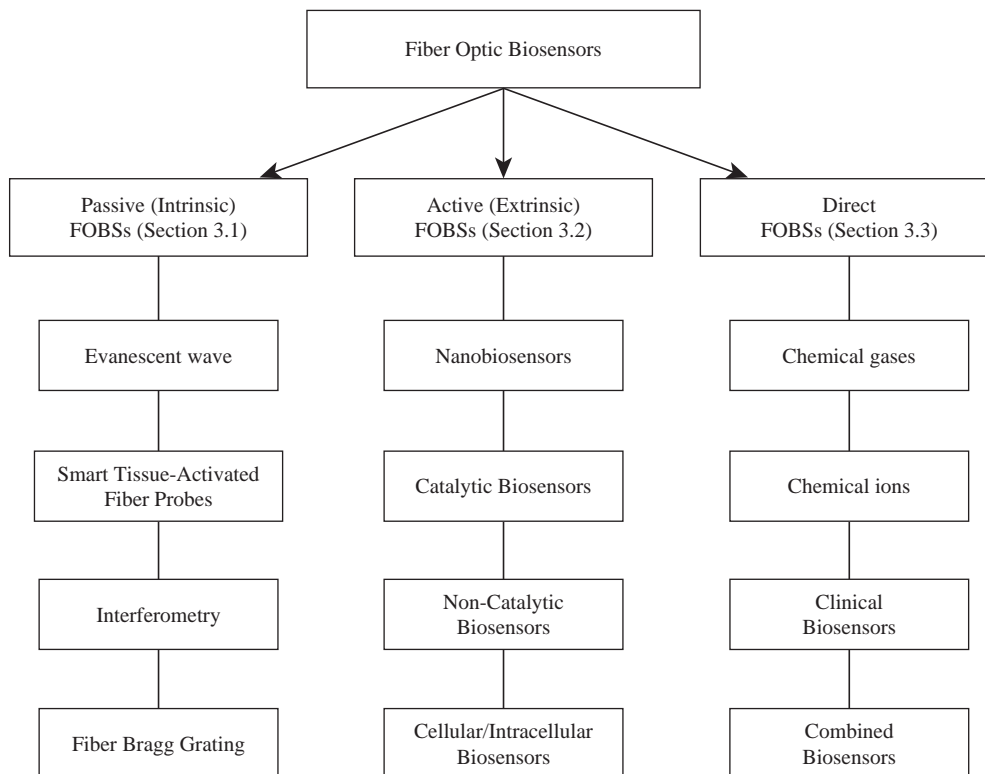 Fiber Optic Biosensors
Passive (Intrinsic)
FOBSs (Section 3.1)
Active (Extrinsic)
FOBSs (Section 3.2)
Direct
FOBSs (Section 3.3)
Evanescent wave
Nanobiosensors
Chemical gases
Smart Tissue-Activated
Fiber Probes
Catalytic Biosensors
Chemical ions
Interferometry
Non-Catalytic
Biosensors
Clinical
Biosensors
Fiber Bragg Grating
Cellular/Intracellular
Biosensors
Combined
Biosensors